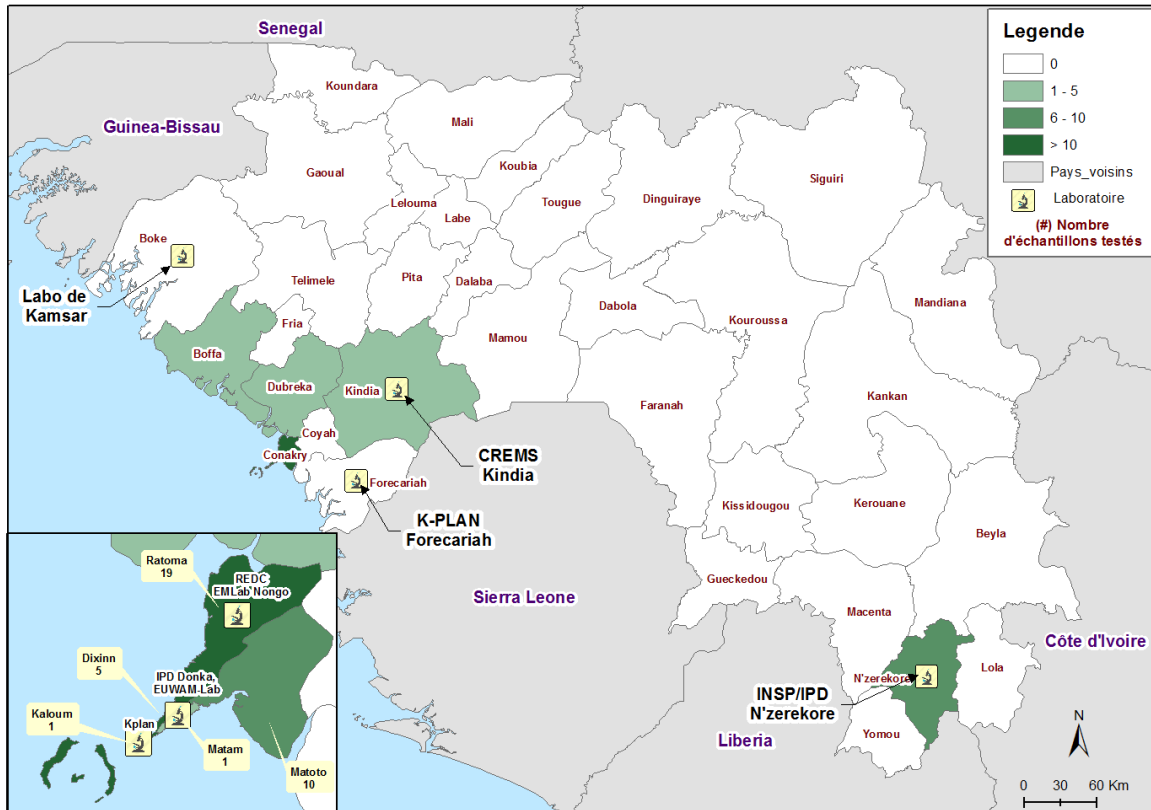 Senegal
Guinea-Bissau
Koundara
Mali
Gaoual
Koubia
Lelouma
Labe
Tougue
Dinguiraye
Siguiri
Boke
Labo de
Kamsar
Telimele
Pita
Dalaba
Fria
Mamou
Dabola
Kouroussa
Mandiana
Boffa
Dubreka
Kindia
Kankan
Faranah
Coyah
Conakry
Forecariah
CREMS
Kindia
K-PLAN
Forecariah
Kissidougou
Kerouane
Beyla
Gueckedou
Macenta
Sierra Leone
Côte d'Ivoire
N'zerekore
Lola
INSP/IPD
N'zerekore
Yomou
Liberia
Legende
0
1 - 5
6 - 10
> 10
Pays_voisins
Laboratoire
(#) Nombre
d'échantillons testés
Ratoma
19
REDC
EMLab Nongo
Dixinn
5
IPD Donka,
EUWAM-Lab
Kaloum
1
Kplan
Matam
1
Matoto
10
N
0 30 60 Km